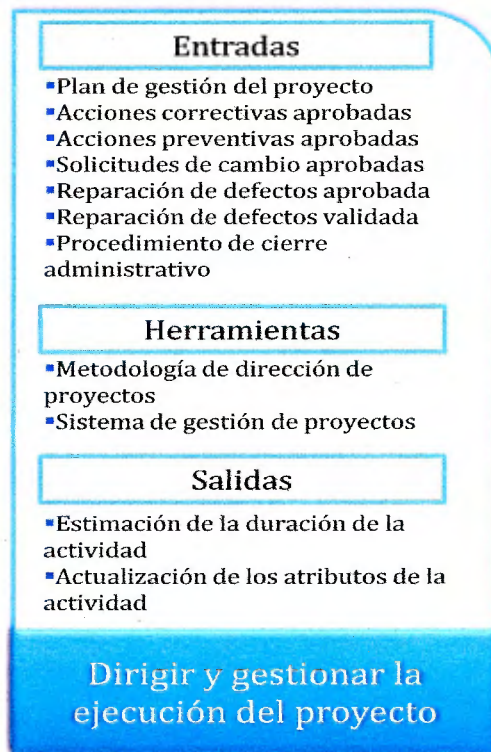 Entradas
▪Plan de gestión del proyecto
▪Acciones correctivas aprobadas
▪Acciones preventivas aprobadas
▪Solicitudes de cambio aprobadas
▪Reparación de defectos aprobada
▪Reparación de defectos validada
▪Procedimiento de cierre
administrativo
Herramientas
▪Metodología de dirección de
proyectos
▪Sistema de gestión de proyectos
Salidas
▪Estimación de la duración de la
actividad
▪Actualización de los atributos de la
actividad
Dirigir y gestionar la
ejecución del proyecto